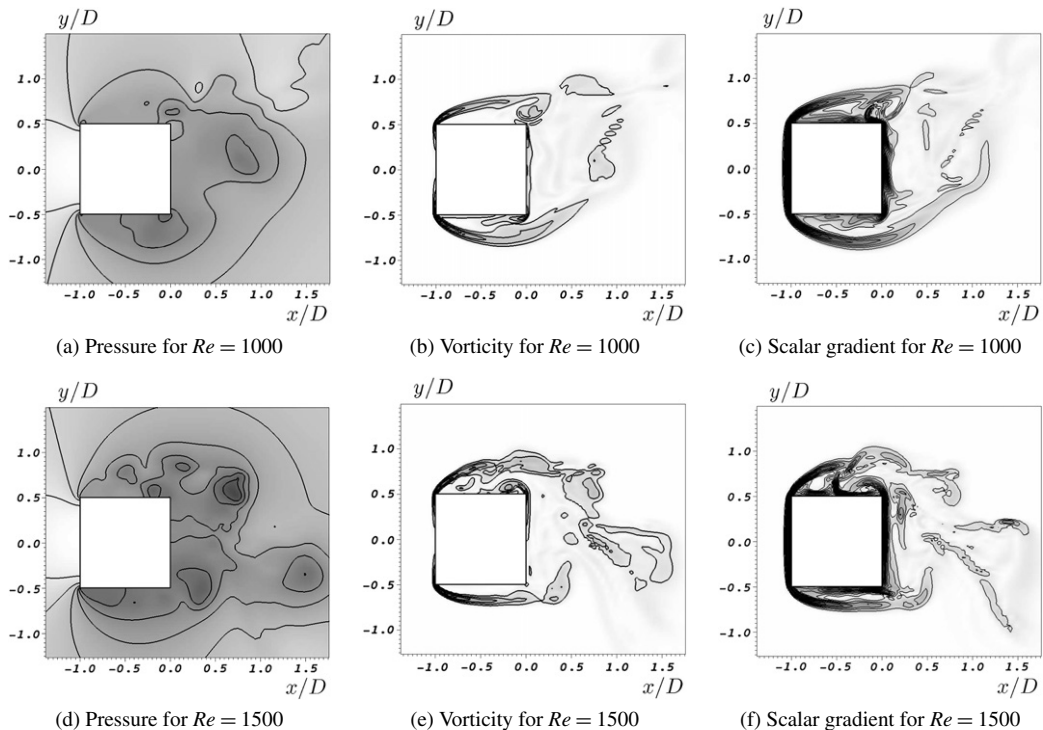 y/D y/D y/D
1.0 1.0 1.0
0.5 0.5 0.5
0.0 0.0 0.0
-0.5 -0.5 -0.5
-1.0 -1.0 -1.0
-1.0 -0.5 0.0 0.5 1.0 1.5 -1.0 -0.5 0.0 0.5 1.0 1.5 -1.0 -0.5 0.0 0.5 1.0 1.5
x/D x/D x/D
(a) Pressure for Re = 1000 (b) Vorticity for Re = 1000 (c) Scalar gradient for Re = 1000
y/D y/D y/D
1.0 1.0 1.0
0.5 0.5 0.5
0.0 0.0 0.0
-0.5 -0.5 -0.5
-1.0 -1.0 -1.0
-1.0 -0.5 0.0 0.5 1.0 1.5 -1.0 -0.5 0.0 0.5 1.0 1.5 -1.0 -0.5 0.0 0.5 1.0 1.5
x/D x/D x/D
(d) Pressure for Re = 1500 (e) Vorticity for Re = 1500 (f) Scalar gradient for Re = 1500